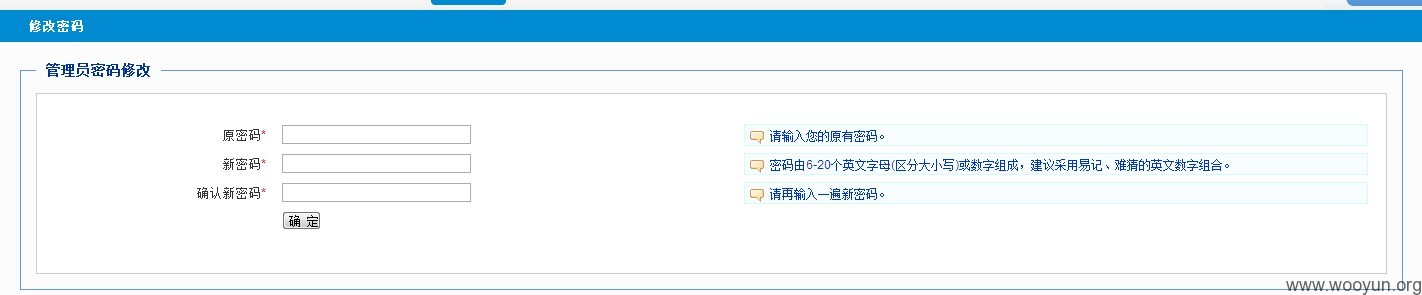 修改密码
管理员密码修改
原密码* 请输入您的原有密码。
新密码* 密码由6-20个英文字母(区分大小写)或数字组成，建议采用易记、难猜的英文数字组合。
确认新密码* 请再输入一遍新密码。
确 定
www.wooyun.org